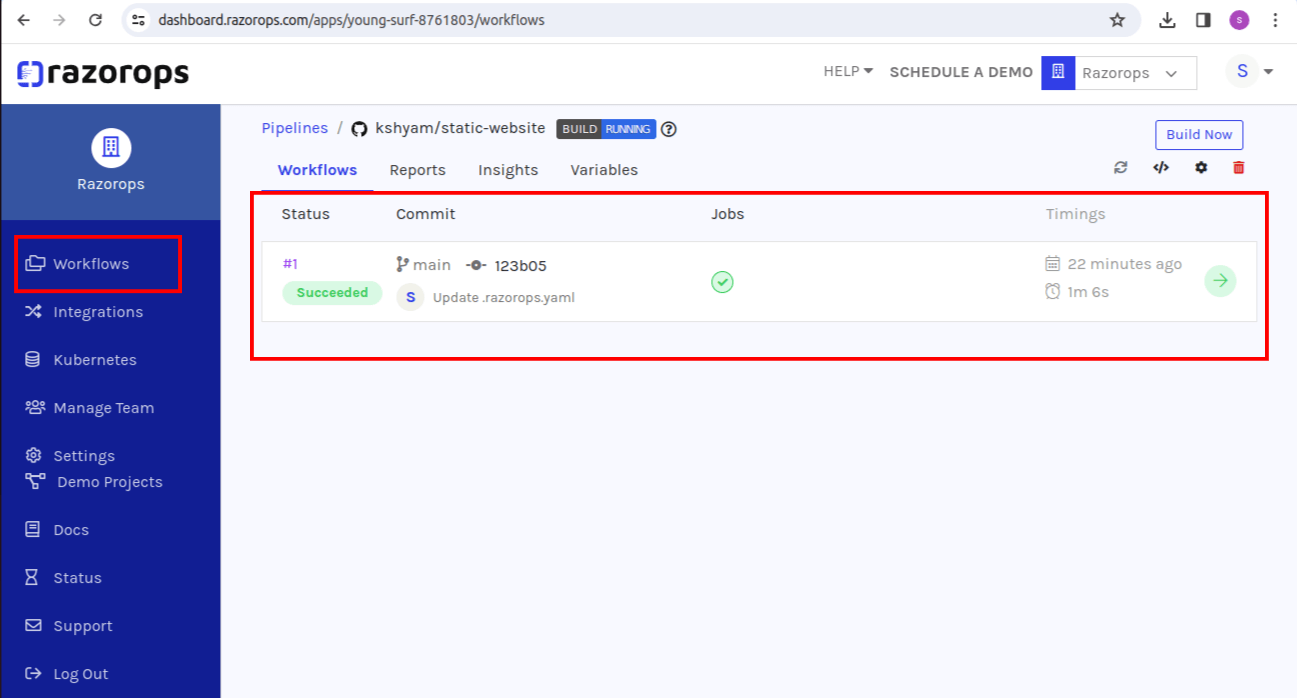 dashboard.razorops.com/apps/young-surf-8761803/workflows
S
razorops
HELP SCHEDULE A DEMO Razorops S
Razorops
Workflows
Integrations
Kubernetes
Manage Team
Settings
Demo Projects
Docs
Status
Support
Log Out
Pipelines / kshyam/static-website BUILD RUNNING ?
Build Now
Workflows Reports Insights Variables
Status Commit Jobs Timings
#1 main 123b05 22 minutes ago
Succeeded S Update .razorops.yaml 1m 6s